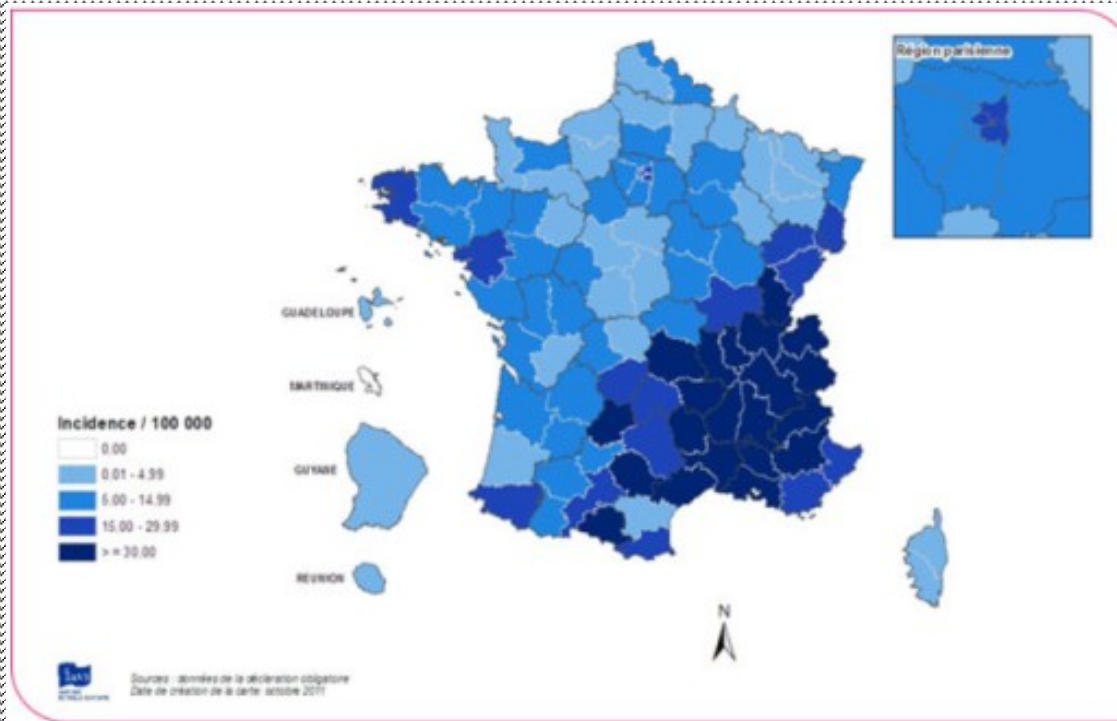 Région parisienne
GUADELOUPE
MARTINIQUE
Incidence / 100 000
0.00
0.01 - 4.99
5.00 - 14.99
15.00 - 29.99
> = 30.00
GUYANE
REUNION
N
Sources : données de la déclaration obligatoire
Date de création de la carte: octobre 2011